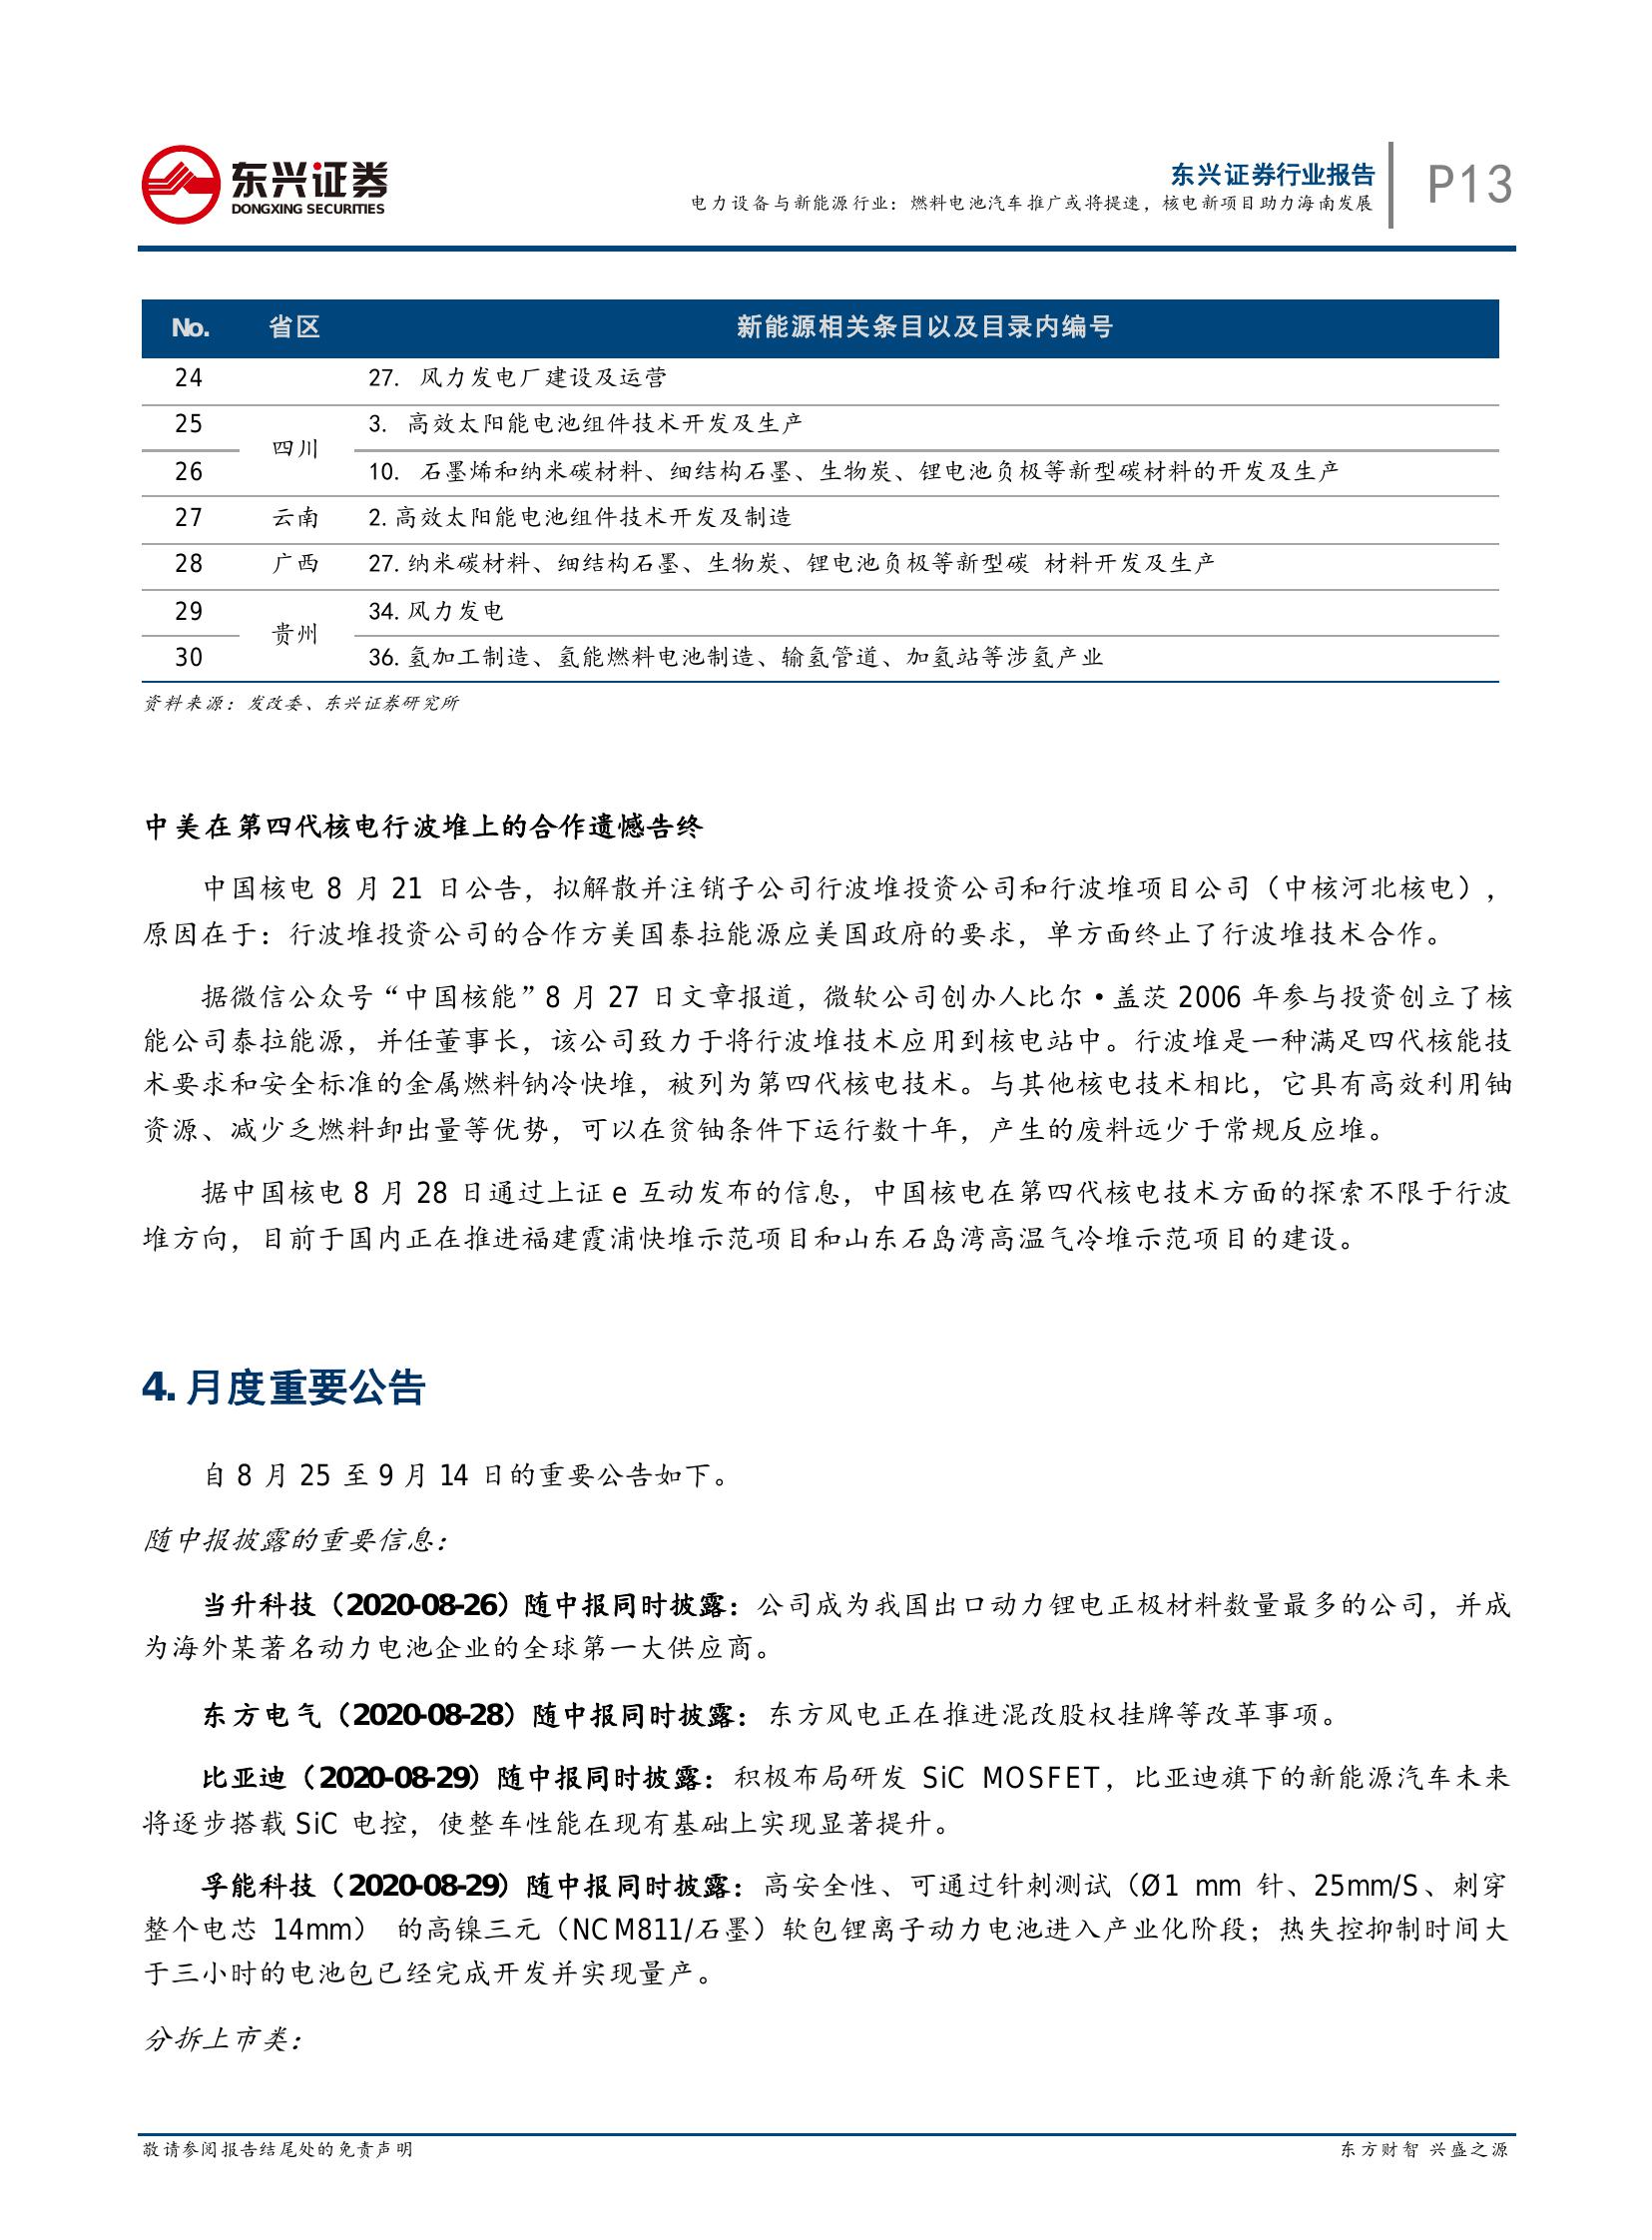 东兴证券
DONGXING SECURITIES
东兴证券行业报告
电力设备与新能源行业：燃料电池汽车推广或将提速，核电新项目助力海南发展
P13
No. 省区 新能源相关条目以及目录内编号
24 27. 风力发电厂建设及运营
25 3. 高效太阳能电池组件技术开发及生产
四川
26 10. 石墨烯和纳米碳材料、细结构石墨、生物炭、锂电池负极等新型碳材料的开发及生产
27 云南 2.高效太阳能电池组件技术开发及制造
28 广西 27.纳米碳材料、细结构石墨、生物炭、锂电池负极等新型碳 材料开发及生产
29 34.风力发电
贵州
30 36.氢加工制造、氢能燃料电池制造、输氢管道、加氢站等涉氢产业
资料来源：发改委、东兴证券研究所
中美在第四代核电行波堆上的合作遗憾告终
中国核电 8 月 21 日公告，拟解散并注销子公司行波堆投资公司和行波堆项目公司（中核河北核电），
原因在于：行波堆投资公司的合作方美国泰拉能源应美国政府的要求，单方面终止了行波堆技术合作。
据微信公众号“中国核能”8 月 27 日文章报道，微软公司创办人比尔•盖茨 2006 年参与投资创立了核
能公司泰拉能源，并任董事长，该公司致力于将行波堆技术应用到核电站中。行波堆是一种满足四代核能技
术要求和安全标准的金属燃料钠冷快堆，被列为第四代核电技术。与其他核电技术相比，它具有高效利用铀
资源、减少乏燃料卸出量等优势，可以在贫铀条件下运行数十年，产生的废料远少于常规反应堆。
据中国核电 8 月 28 日通过上证 e 互动发布的信息，中国核电在第四代核电技术方面的探索不限于行波
堆方向，目前于国内正在推进福建霞浦快堆示范项目和山东石岛湾高温气冷堆示范项目的建设。
4. 月度重要公告
自 8 月 25 至 9 月 14 日的重要公告如下。
随中报披露的重要信息：
当升科技（2020-08-26）随中报同时披露：公司成为我国出口动力锂电正极材料数量最多的公司，并成
为海外某著名动力电池企业的全球第一大供应商。
东方电气（2020-08-28）随中报同时披露：东方风电正在推进混改股权挂牌等改革事项。
比亚迪（2020-08-29）随中报同时披露：积极布局研发 SiC MOSFET，比亚迪旗下的新能源汽车未来
将逐步搭载 SiC 电控，使整车性能在现有基础上实现显著提升。
孚能科技（2020-08-29）随中报同时披露：高安全性、可通过针刺测试（Ø1 mm 针、25mm/S、刺穿
整个电芯 14mm） 的高镍三元（NCM811/石墨）软包锂离子动力电池进入产业化阶段；热失控抑制时间大
于三小时的电池包已经完成开发并实现量产。
分拆上市类：
敬请参阅报告结尾处的免责声明
东方财智 兴盛之源